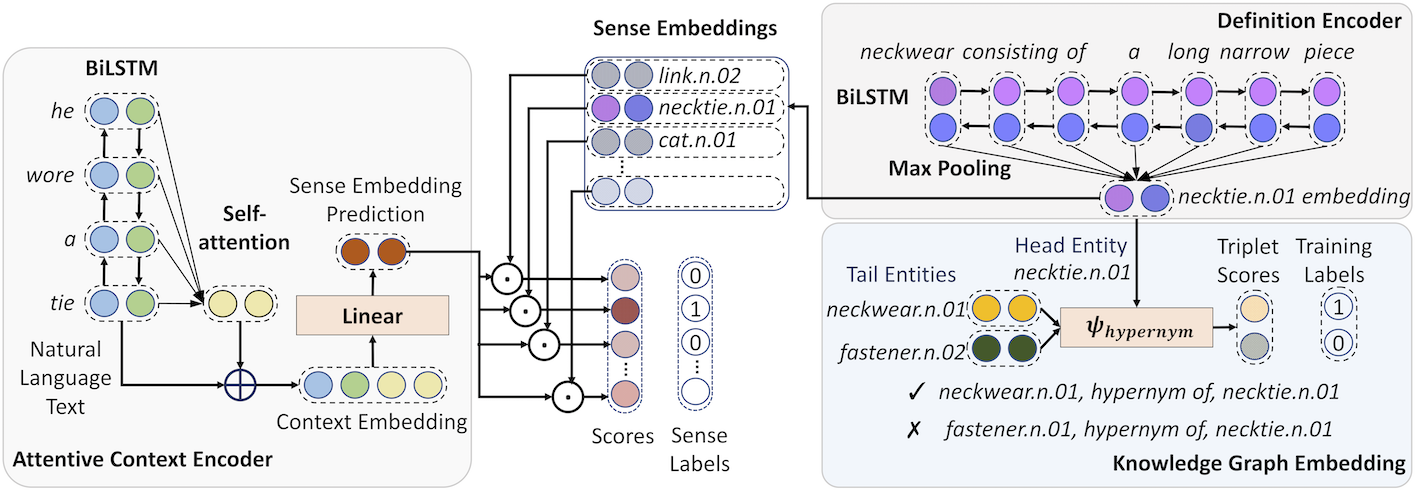 BiLSTM
he
wore
a
tie
Self-
attention
Natural
Language
Text
Sense Embedding
Prediction
Linear
Context Embedding
Attentive Context Encoder
Sense Embeddings
link.n.02
necktie.n.01
cat.n.01
0
1
0
Scores
Sense
Labels
Definition Encoder
neckwear consisting of a long narrow piece
BiLSTM
Max Pooling
necktie.n.01 embedding
Head Entity
necktie.n.01
Tail Entities
neckwear.n.01
fastener.n.02
ψhypernym
Triplet
Scores
Training
Labels
1
0
✓ neckwear.n.01, hypernym of, necktie.n.01
✗ fastener.n.01, hypernym of, necktie.n.01
Knowledge Graph Embedding